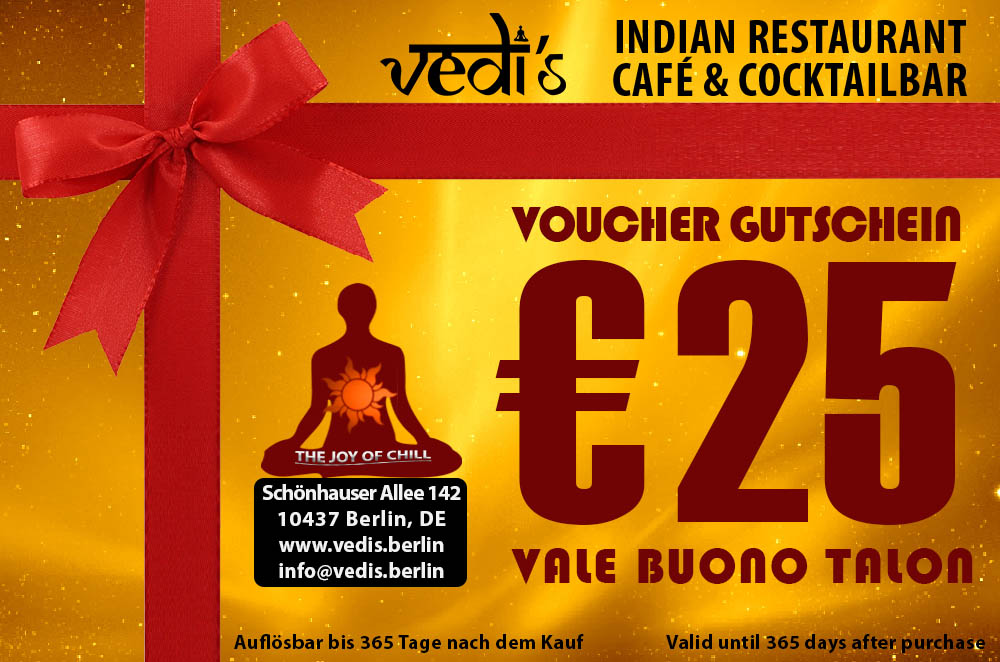 vedi's
INDIAN RESTAURANT
CAFÉ & COCKTAILBAR
VOUCHER GUTSCHEIN
€25
THE JOY OF CHILL
Schönhauser Allee 142
10437 Berlin, DE
www.vedis.berlin
info@vedis.berlin
VALE BUONO TALON
Auflösbar bis 365 Tage nach dem Kauf
Valid until 365 days after purchase